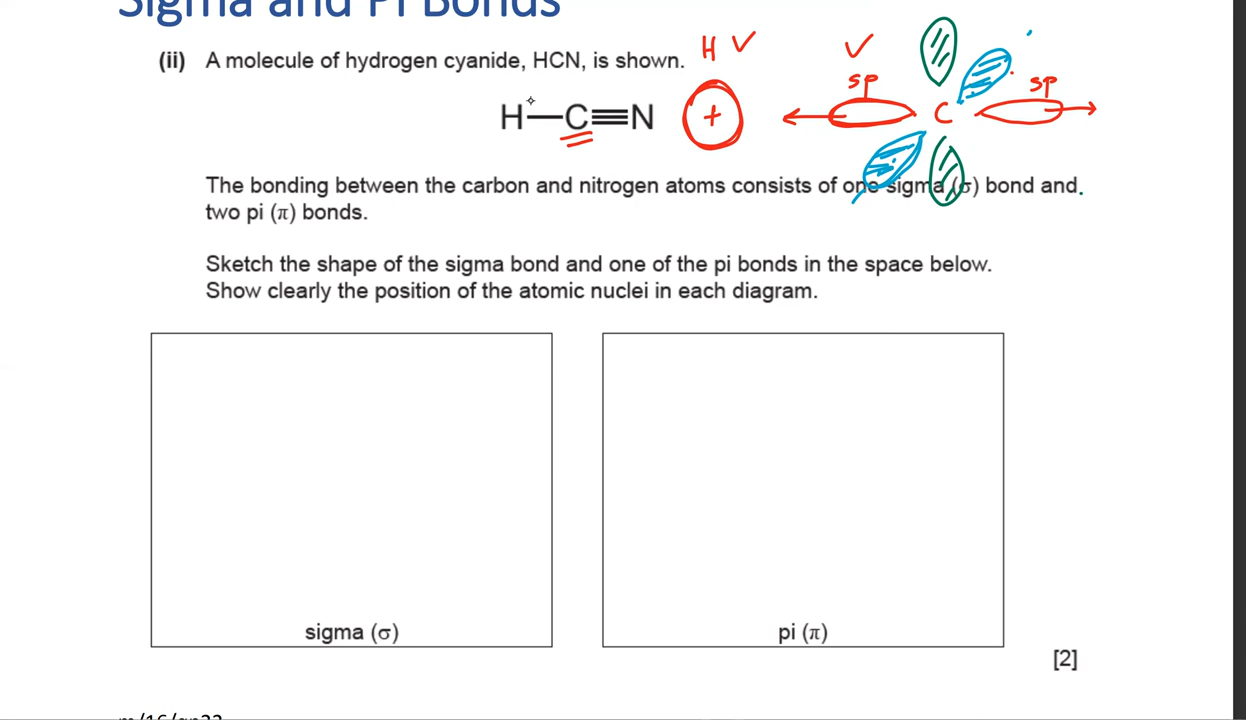 Sigma and Pi Bonds
(ii) A molecule of hydrogen cyanide, HCN, is shown.
H ✓ ✓
sp sp
H—C≡N + C
The bonding between the carbon and nitrogen atoms consists of one sigma (σ) bond and
two pi (π) bonds.
Sketch the shape of the sigma bond and one of the pi bonds in the space below.
Show clearly the position of the atomic nuclei in each diagram.
sigma (σ) pi (π)
[2]
m/16/qp22